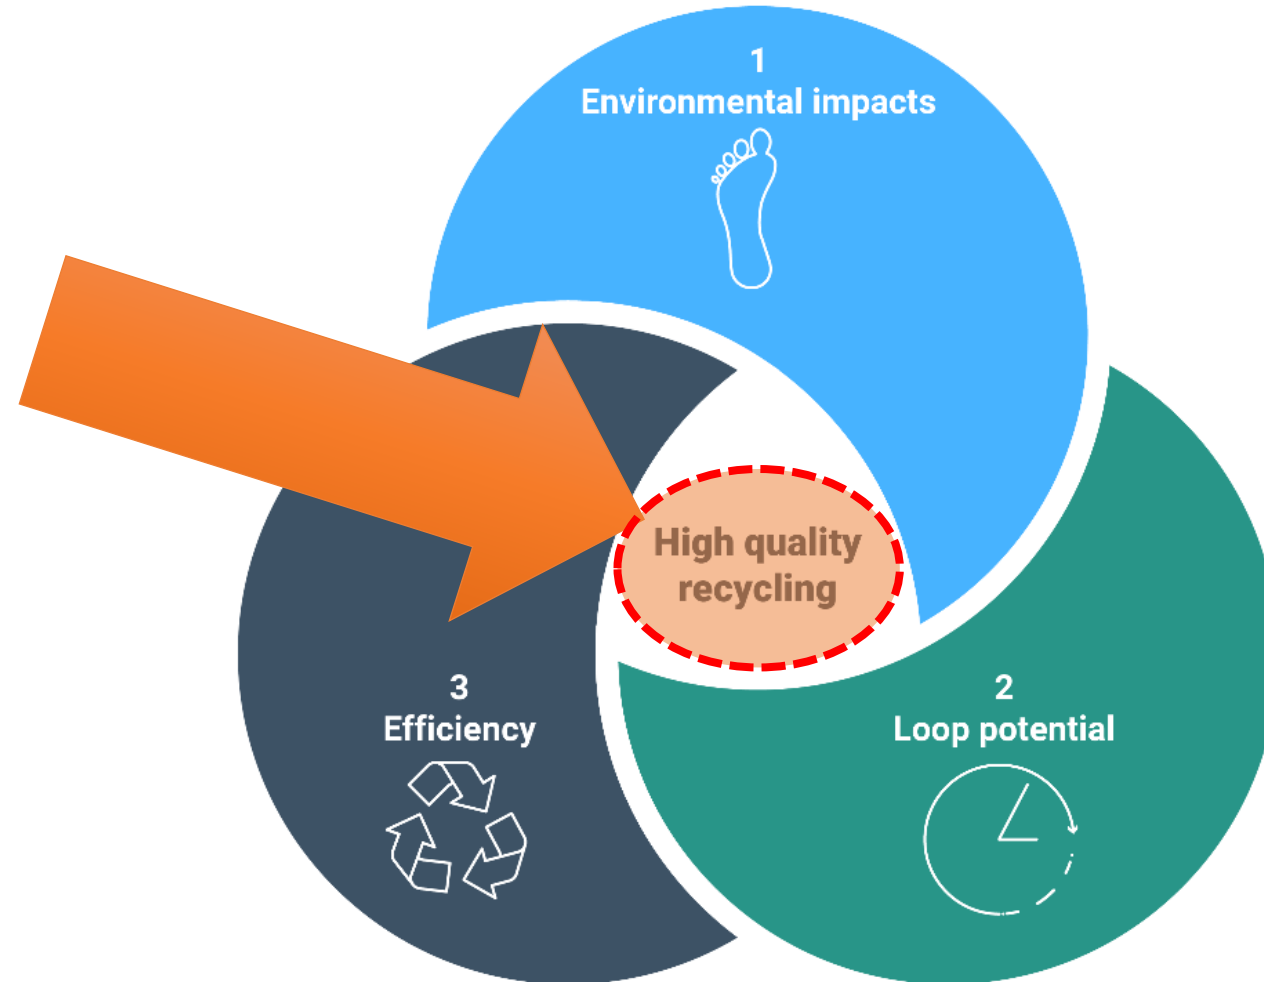 1
Environmental impacts
High quality
recycling
3
Efficiency
2
Loop potential